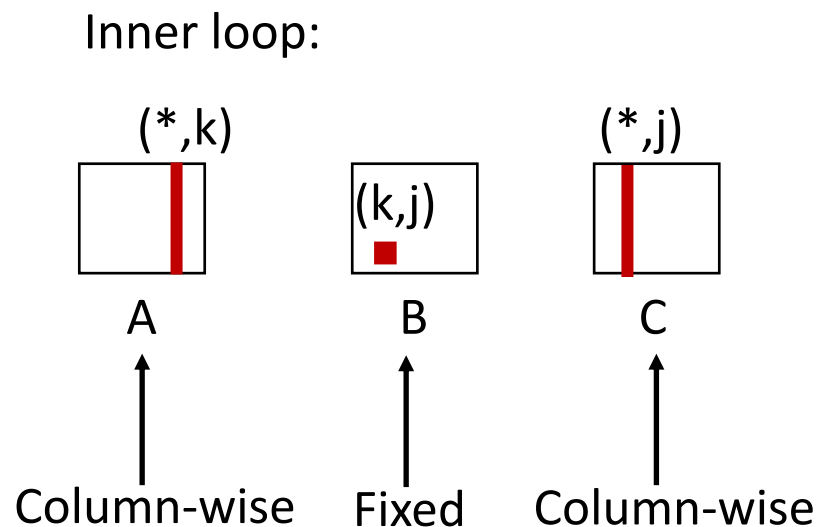 Inner loop:
(*,k)
(*,j)
(k,j)
A
B
C
Column-wise
Fixed
Column-wise